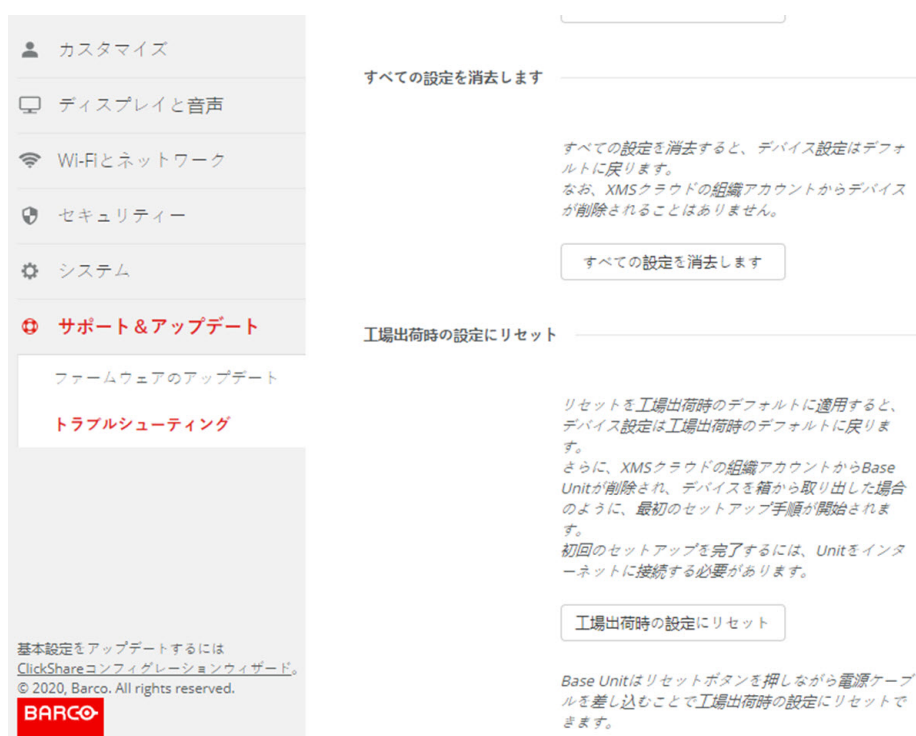 カスタマイズ
ディスプレイと音声
Wi-Fiとネットワーク
セキュリティー
システム
サポート＆アップデート
ファームウェアのアップデート
トラブルシューティング
基本設定をアップデートするには
ClickShareコンフィグレーションウィザード。
© 2020, Barco. All rights reserved.
BARCO
すべての設定を消去します
すべての設定を消去すると、デバイス設定はデフォ
ルトに戻ります。
なお、XMSクラウドの組織アカウントからデバイス
が削除されることはありません。
すべての設定を消去します
工場出荷時の設定にリセット
リセットを工場出荷時のデフォルトに適用すると、
デバイス設定は工場出荷時のデフォルトに戻りま
す。
さらに、XMSクラウドの組織アカウントからBase
Unitが削除され、デバイスを箱から取り出した場合
のように、最初のセットアップ手順が開始されま
す。
初回のセットアップを完了するには、Unitをインタ
ーネットに接続する必要があります。
工場出荷時の設定にリセット
Base Unitはリセットボタンを押しながら電源ケーブ
ルを差し込むことで工場出荷時の設定にリセットで
きます。